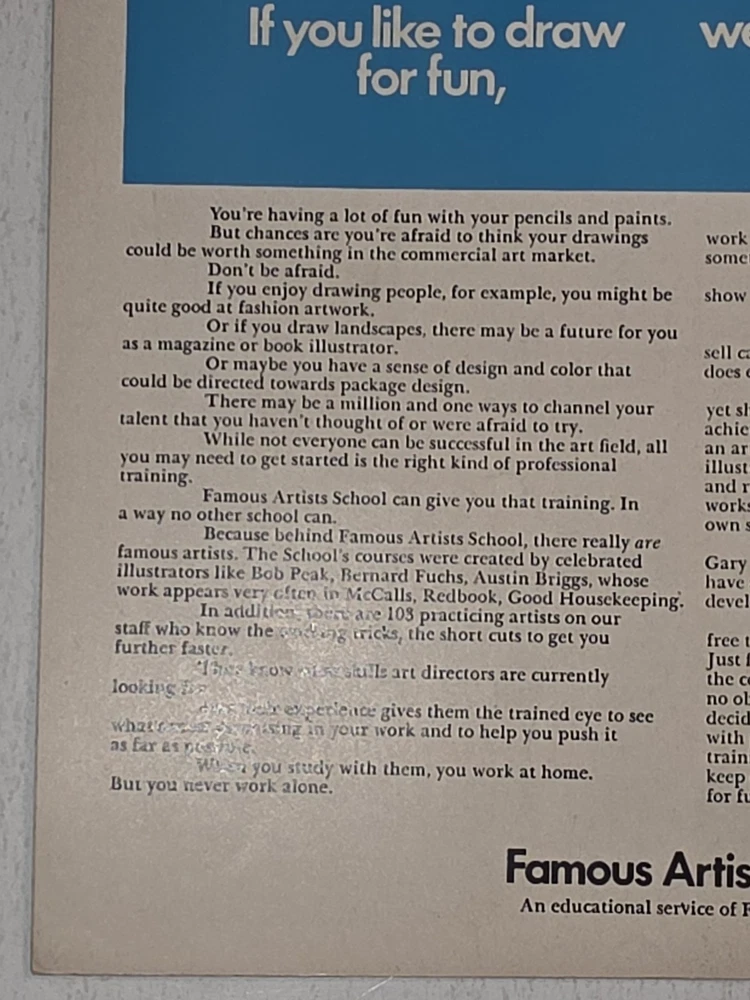 If you like to draw
for fun,
we
You're having a lot of fun with your pencils and paints.
But chances are you're afraid to think your drawings
could be worth something in the commercial art market.
Don't be afraid.
If you enjoy drawing people, for example, you might be
quite good at fashion artwork.
Or if you draw landscapes, there may be a future for you
as a magazine or book illustrator.
Or maybe you have a sense of design and color that
could be directed towards package design.
There may be a million and one ways to channel your
talent that you haven't thought of or were afraid to try.
While not everyone can be successful in the art field, all
you may need to get started is the right kind of professional
training.
Famous Artists School can give you that training. In
a way no other school can.
Because behind Famous Artists School, there really are
famous artists. The School's courses were created by celebrated
illustrators like Bob Peak, Bernard Fuchs, Austin Briggs, whose
work appears very often in McCalls, Redbook, Good Housekeeping.
In addition, there are 103 practicing artists on our
staff who know the working tricks, the short cuts to get you
further faster.
They know skills art directors are currently
looking
experience gives them the trained eye to see
what's in your work and to help you push it
as far as possible.
When you study with them, you work at home.
But you never work alone.
work
some
show
sell ca
does
yet sh
achie
an ar
illust
and r
works
own s
Gary
have
devel
free t
Just f
the co
no ob
decid
with
train
keep
for fu
Famous Artis
An educational service of F